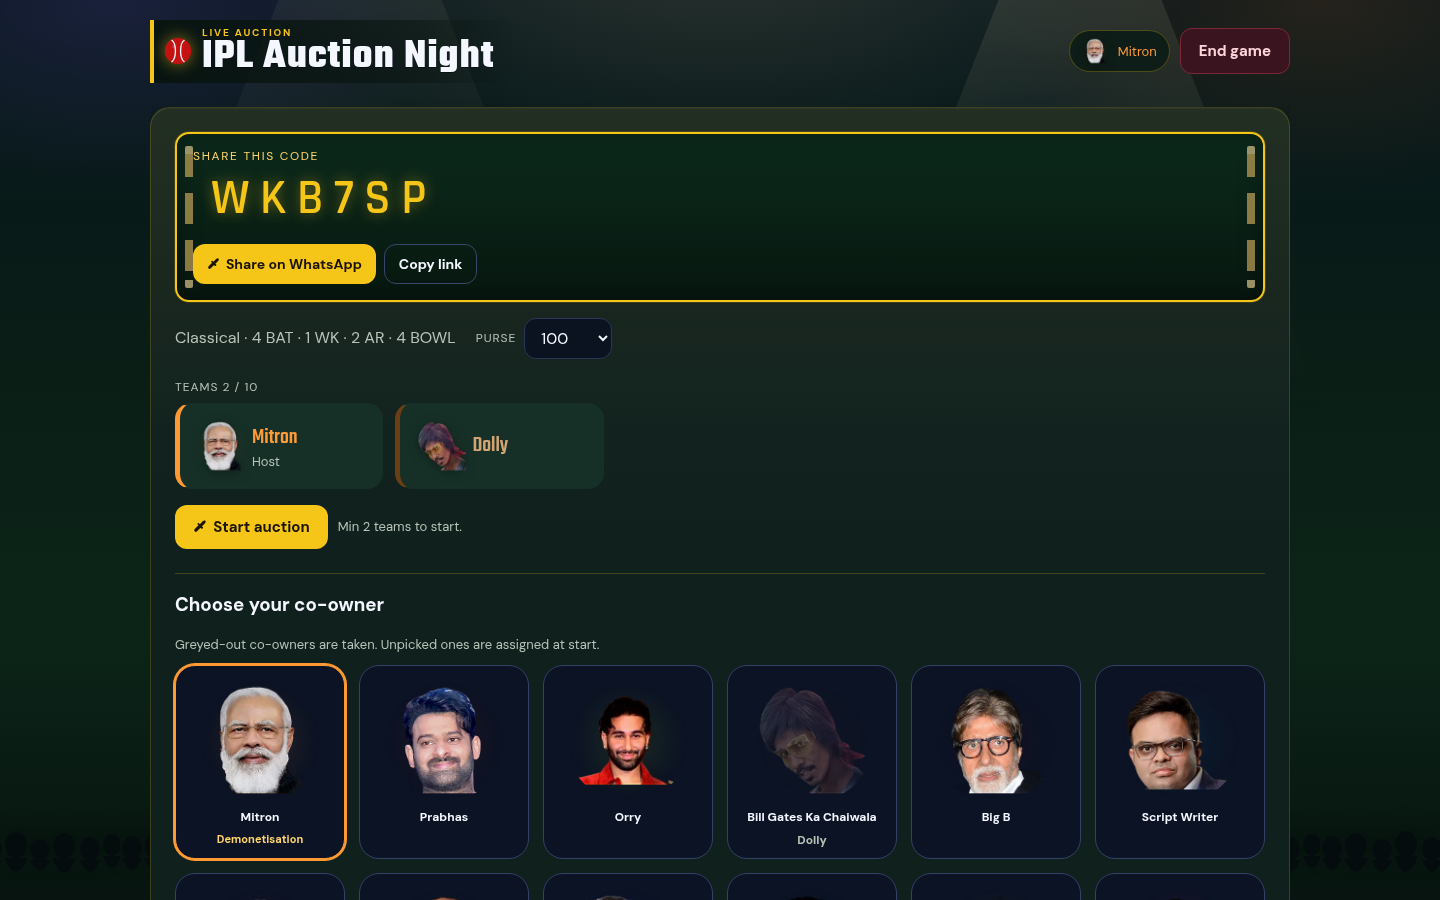 LIVE AUCTION
IPL Auction Night
Mitron
End game
SHARE THIS CODE
WKB7SP
Share on WhatsApp
Copy link
Classical · 4 BAT · 1 WK · 2 AR · 4 BOWL
PURSE
100
TEAMS 2 / 10
Mitron
Host
Dolly
Start auction
Min 2 teams to start.
Choose your co-owner
Greyed-out co-owners are taken. Unpicked ones are assigned at start.
Mitron
Demonetisation
Prabhas
Orry
Bill Gates Ka Chaiwala
Dolly
Big B
Script Writer